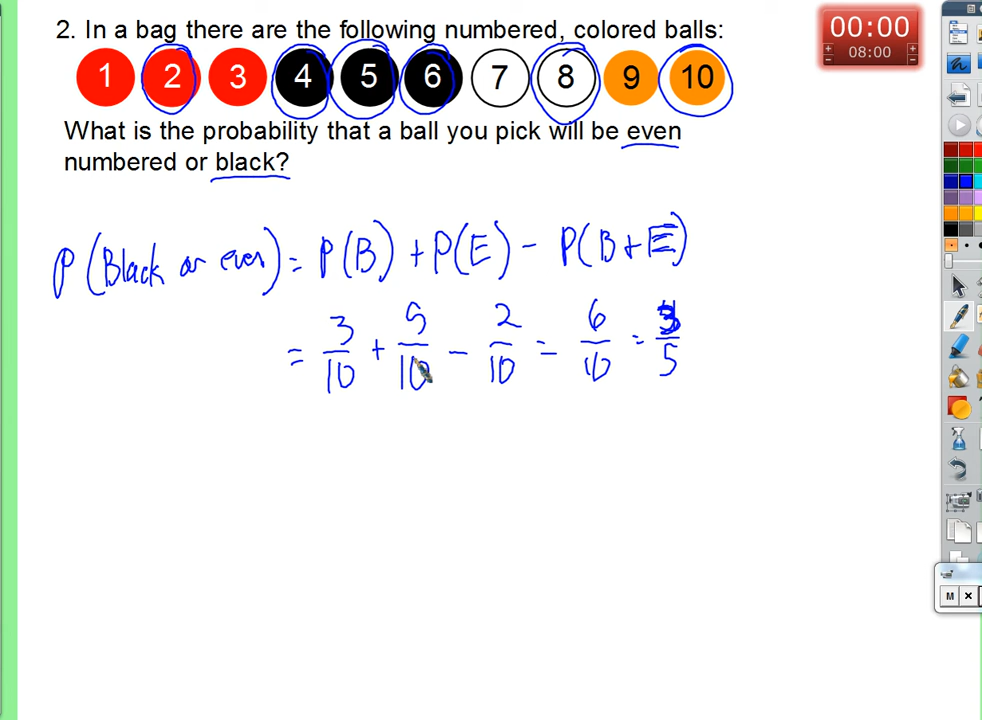 2. In a bag there are the following numbered, colored balls:
1 2 3 4 5 6 7 8 9 10
What is the probability that a ball you pick will be even
numbered or black?
P(Black or even) = P(B) + P(E) - P(B+E)
= 3/10 + 5/10 - 2/10 = 6/10 = 3/5
00:00
08:00
M